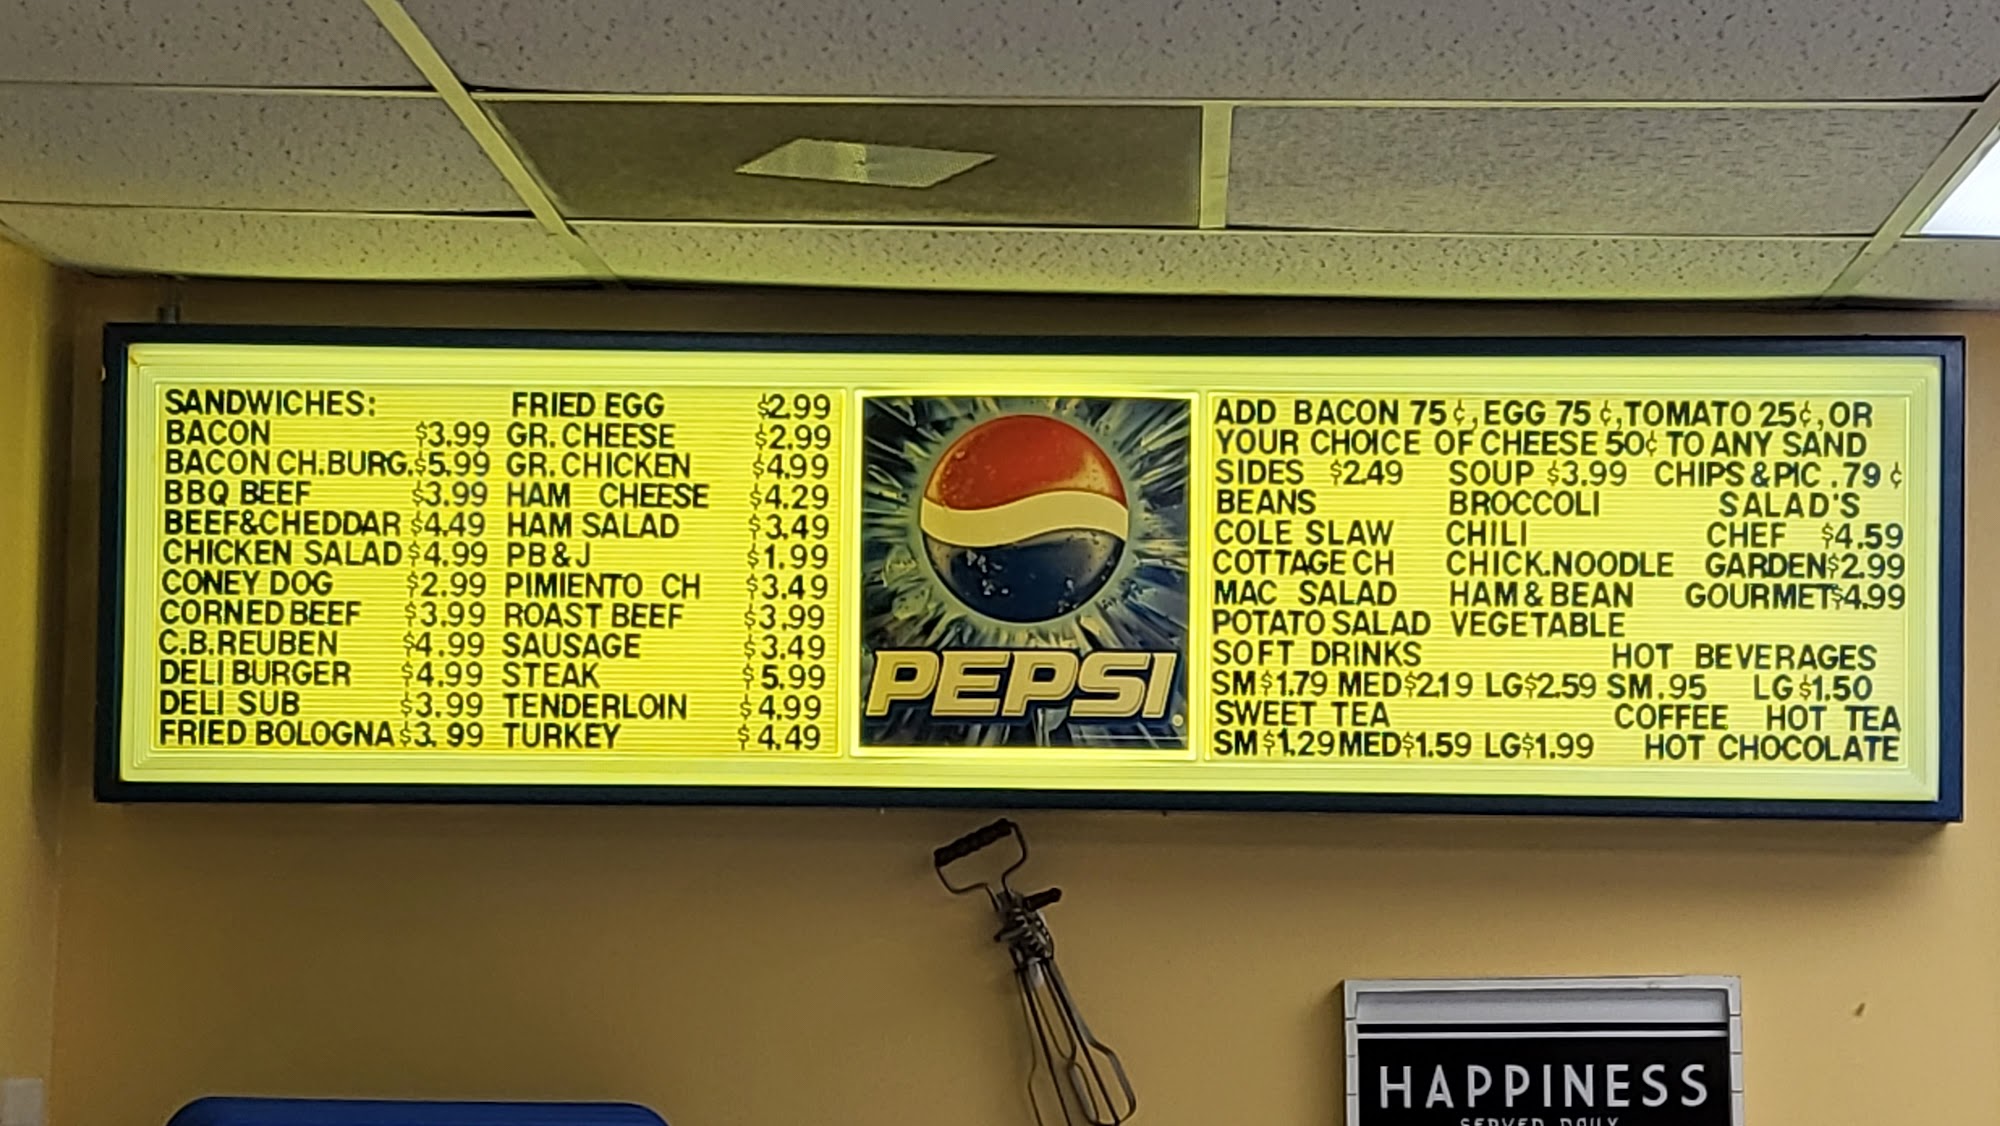 SANDWICHES:
BACON $3.99
BACON CH.BURG. $5.99
BBQ BEEF $3.99
BEEF&CHEDDAR $4.49
CHICKEN SALAD $4.99
CONEY DOG $2.99
CORNED BEEF $3.99
C.B.REUBEN $4.99
DELI BURGER $4.99
DELI SUB $3.99
FRIED BOLOGNA $3.99
FRIED EGG $2.99
GR. CHEESE $2.99
GR. CHICKEN $4.99
HAM CHEESE $4.29
HAM SALAD $3.49
PB&J $1.99
PIMIENTO CH $3.49
ROAST BEEF $3.99
SAUSAGE $3.49
STEAK $5.99
TENDERLOIN $4.99
TURKEY $4.49
PEPSI
ADD BACON 75¢, EGG 75¢, TOMATO 25¢, OR
YOUR CHOICE OF CHEESE 50¢ TO ANY SAND
SIDES $2.49 SOUP $3.99 CHIPS & PIC .79¢
BEANS BROCCOLI SALAD'S
COLE SLAW CHILI CHEF $4.59
COTTAGE CH CHICK.NOODLE GARDEN $2.99
MAC SALAD HAM & BEAN GOURMET $4.99
POTATO SALAD VEGETABLE
SOFT DRINKS HOT BEVERAGES
SM $1.79 MED $2.19 LG $2.59 SM .95 LG $1.50
SWEET TEA COFFEE HOT TEA
SM $1.29 MED $1.59 LG $1.99 HOT CHOCOLATE
HAPPINESS
SERVED DAILY